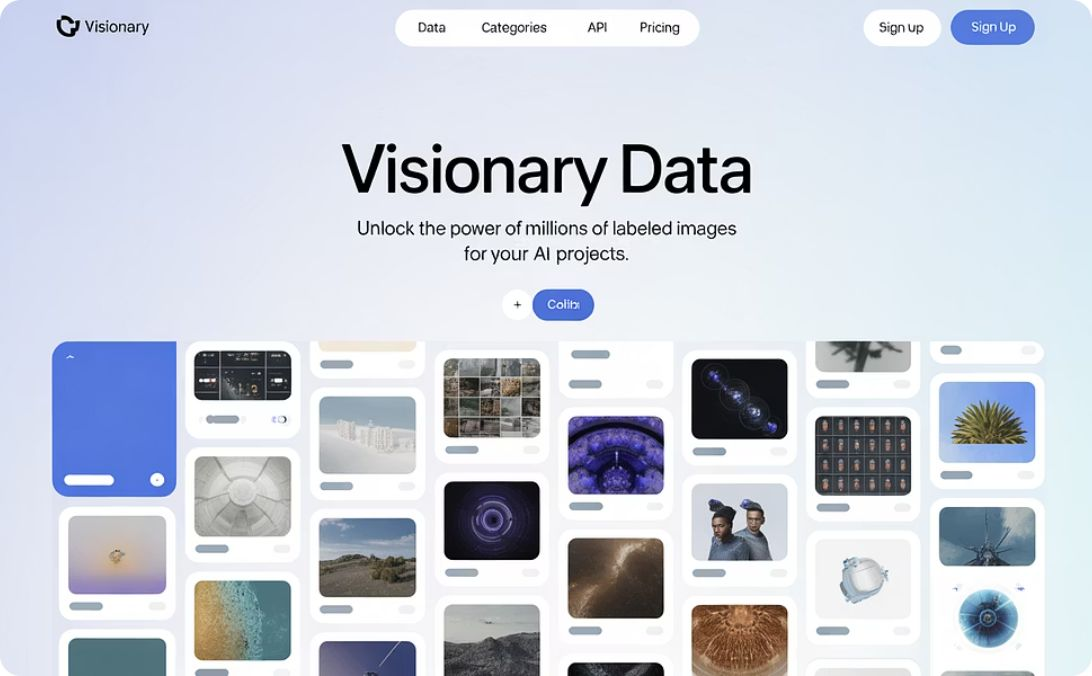 Visionary
Data Categories API Pricing
Sign up
Sign Up
Visionary Data
Unlock the power of millions of labeled images
for your AI projects.
+